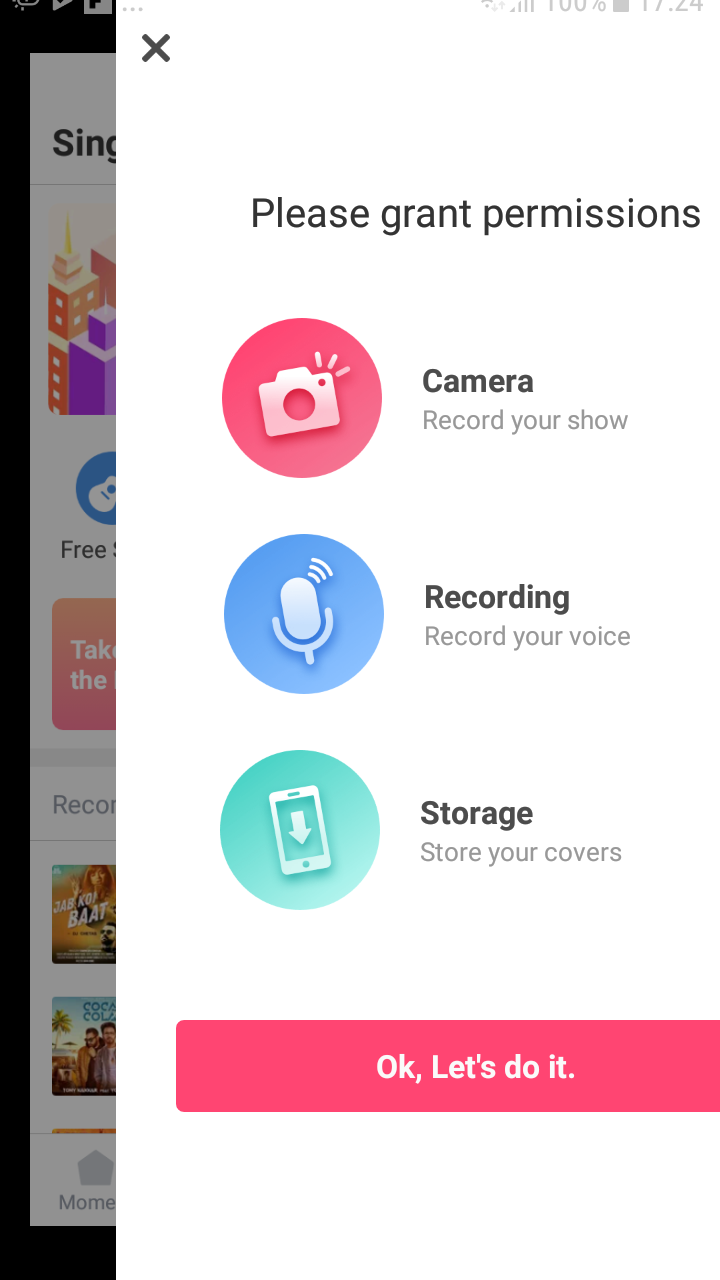 100% 17:24
Sing
Please grant permissions
Camera
Record your show
Free
Recording
Record your voice
Take
the
Recor
Storage
Store your covers
JAB KOI
BAAT
COCA
COLA
Ok, Let's do it.
Mome